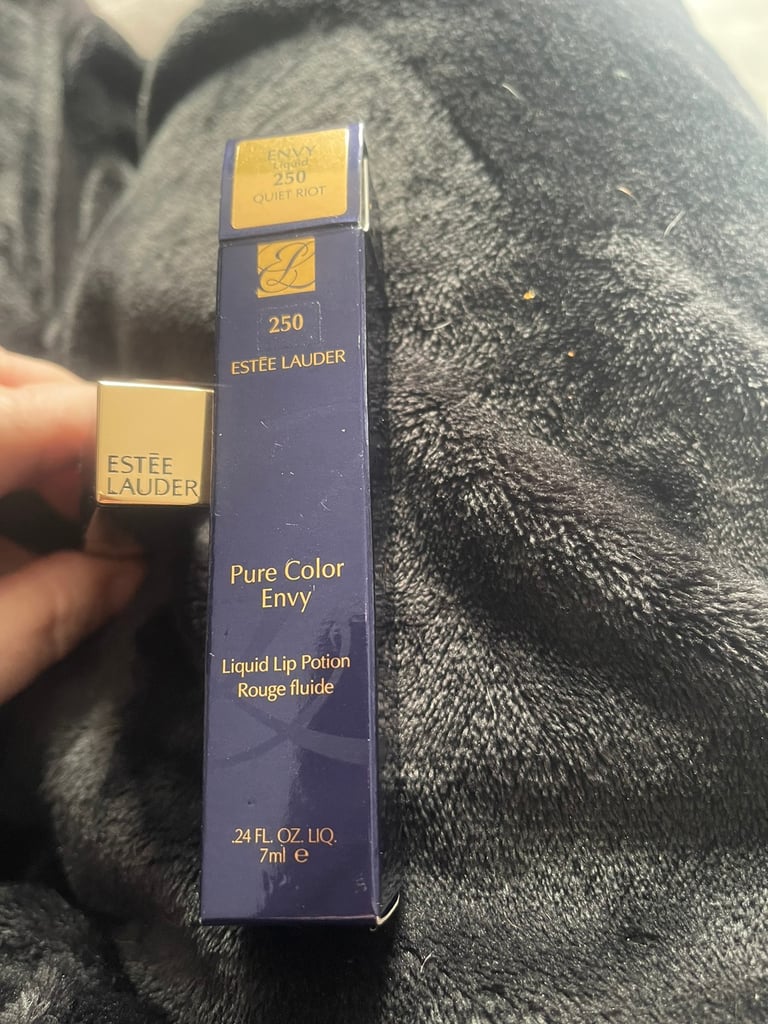 ENVY
Liquid
250
QUIET RIOT
250
ESTĒE LAUDER
ESTĒE
LAUDER
Pure Color
Envy
Liquid Lip Potion
Rouge fluide
.24 FL. OZ. LIQ.
7ml ℮